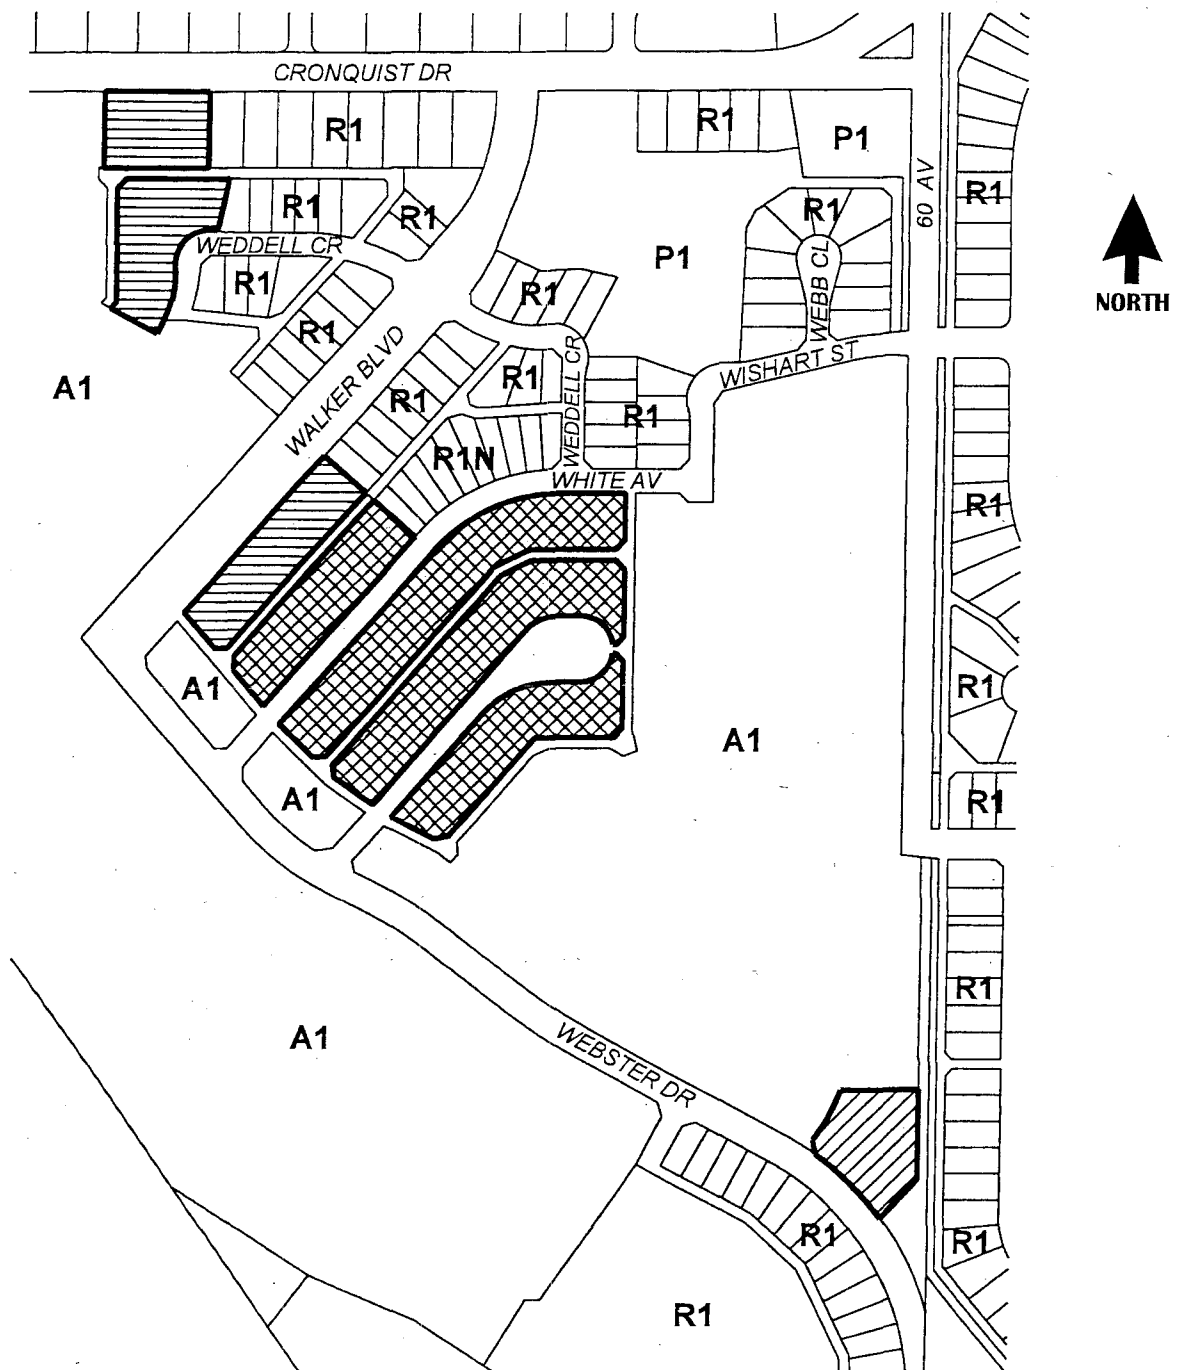 CRONQUIST DR
R1
R1
P1
60 AV
R1
R1
R1
R1
WEDDELL CR
P1
WEBB CL
R1
NORTH
R1
R1
WALKER BLVD
WEDDELL CR
WISHART ST
A1
R1
R1
R1
R1N
WHITE AV
R1
A1
R1
A1
A1
R1
A1
R1
WEBSTER DR
R1
R1
R1